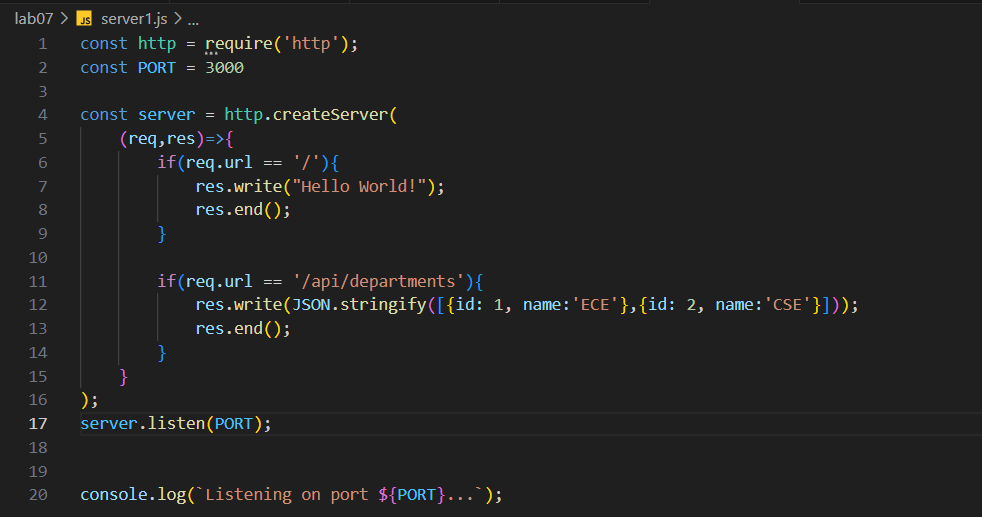 lab07 > JS server1.js > ...
1 const http = require('http');
2 const PORT = 3000
3
4 const server = http.createServer(
5     (req,res)=>{
6         if(req.url == '/'){
7             res.write("Hello World!");
8             res.end();
9         }
10
11         if(req.url == '/api/departments'){
12             res.write(JSON.stringify([{id: 1, name:'ECE'},{id: 2, name:'CSE'}]));
13             res.end();
14         }
15     }
16 );
17 server.listen(PORT);
18
19
20 console.log(`Listening on port ${PORT}...`);